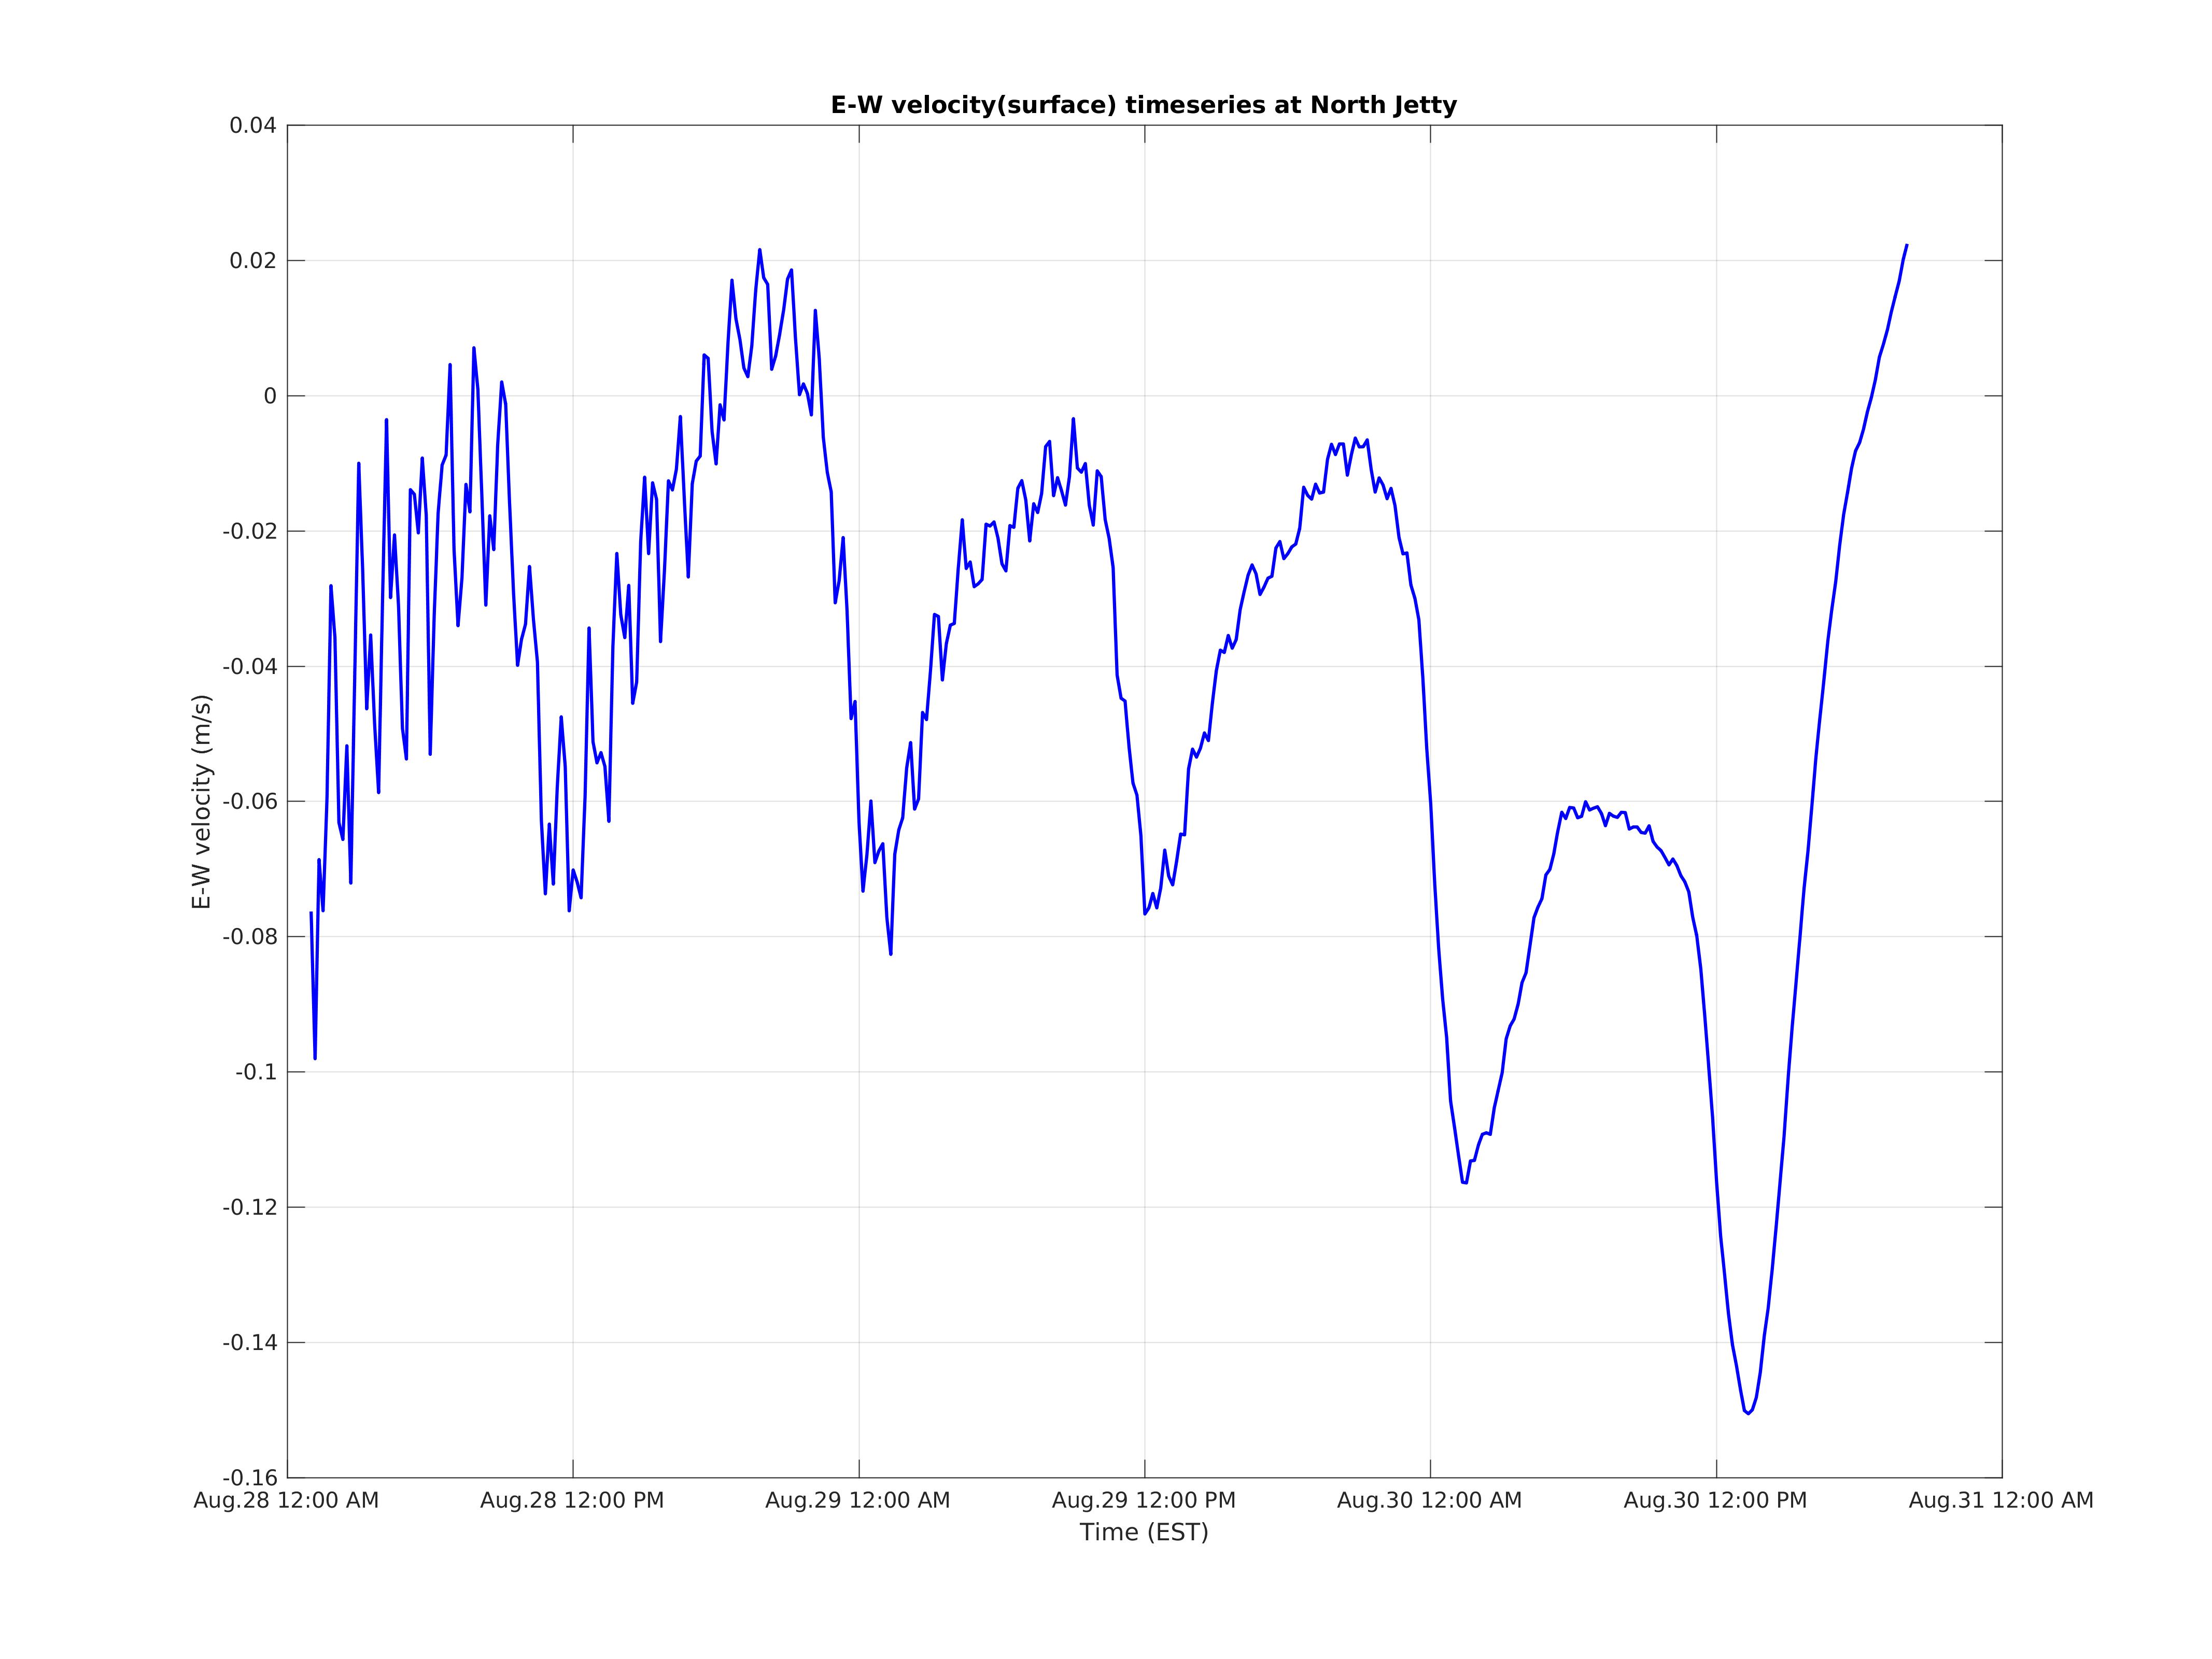 E-W velocity(surface) timeseries at North Jetty
0.04
0.02
0
-0.02
-0.04
-0.06
-0.08
-0.1
-0.12
-0.14
-0.16
E-W velocity (m/s)
Aug.28 12:00 AM
Aug.28 12:00 PM
Aug.29 12:00 AM
Aug.29 12:00 PM
Aug.30 12:00 AM
Aug.30 12:00 PM
Aug.31 12:00 AM
Time (EST)